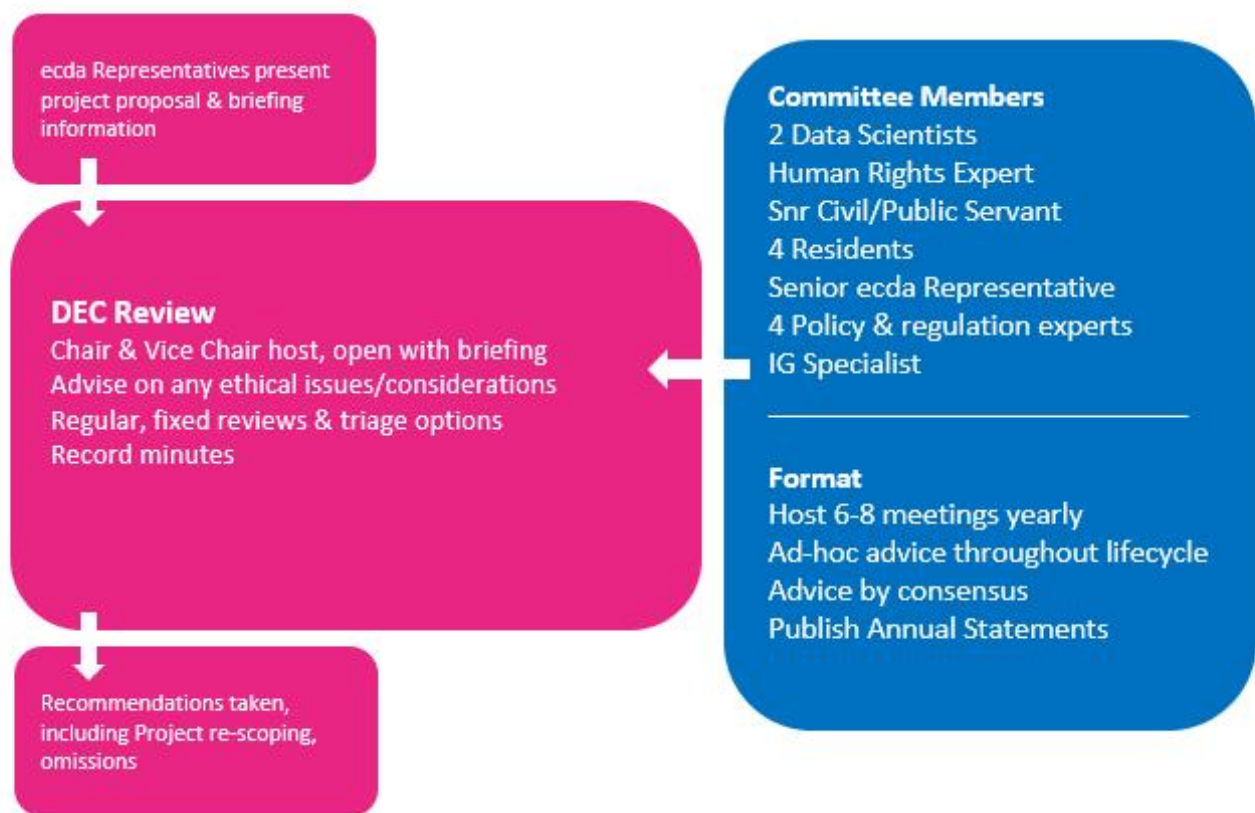 ecda Representatives present
project proposal & briefing
information
DEC Review
Chair & Vice Chair host, open with briefing
Advise on any ethical issues/considerations
Regular, fixed reviews & triage options
Record minutes
Recommendations taken,
including Project re-scoping,
omissions
Committee Members
2 Data Scientists
Human Rights Expert
Snr Civil/Public Servant
4 Residents
Senior ecda Representative
4 Policy & regulation experts
IG Specialist
Format
Host 6-8 meetings yearly
Ad-hoc advice throughout lifecycle
Advice by consensus
Publish Annual Statements